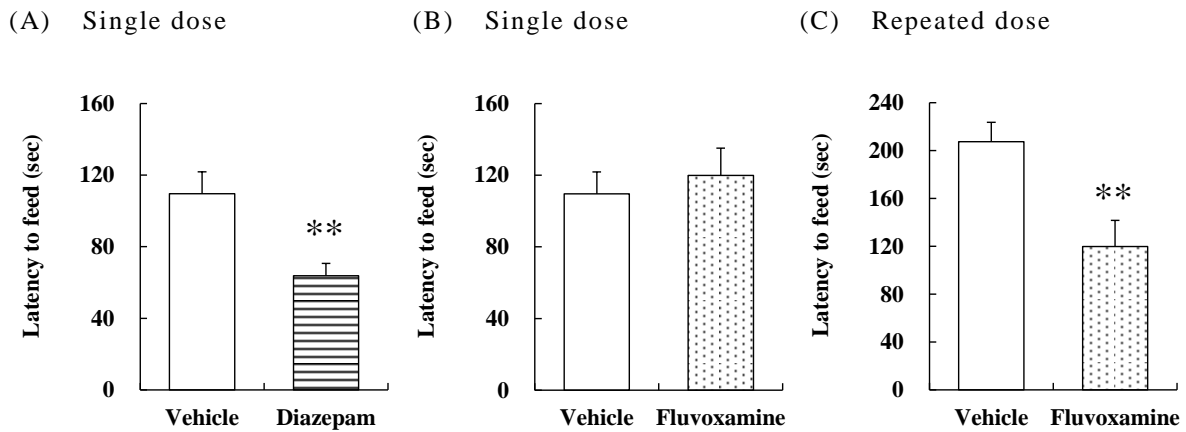 (A) Single dose
(B) Single dose
(C) Repeated dose
Latency to feed (sec)
160
120
80
40
0
**
Vehicle Diazepam
Latency to feed (sec)
160
120
80
40
0
Vehicle Fluvoxamine
Latency to feed (sec)
240
200
160
120
80
40
0
**
Vehicle Fluvoxamine